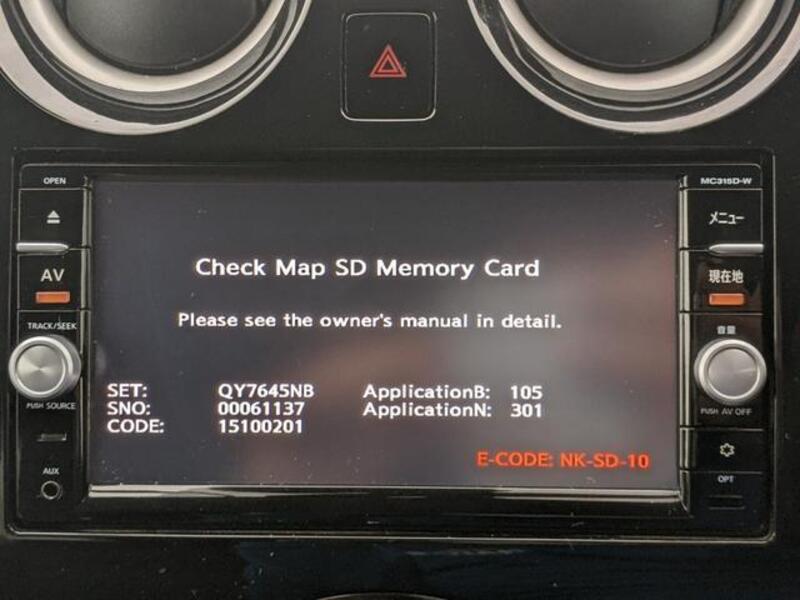 OPEN
MC315D-W
メニュー
AV
現在地
TRACK/SEEK
音量
PUSH SOURCE
PUSH AV OFF
AUX
OPT
Check Map SD Memory Card
Please see the owner's manual in detail.
SET: QY7645NB ApplicationB: 105
SNO: 00061137 ApplicationN: 301
CODE: 15100201
E-CODE: NK-SD-10